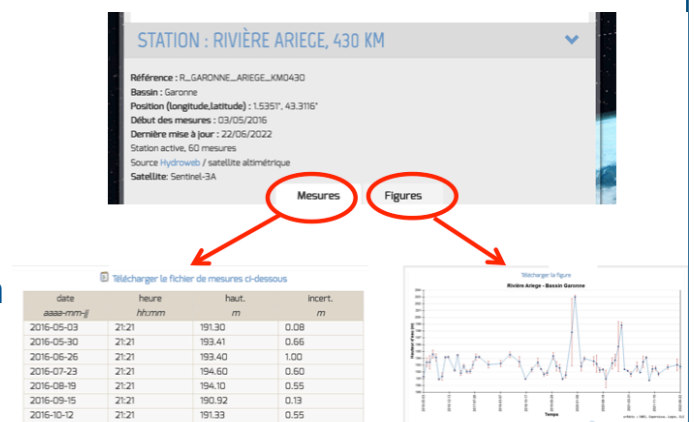 STATION : RIVIÈRE ARIEGE, 430 KM
Référence : R_GARONNE_ARIEGE_KM0430
Bassin : Garonne
Position (longitude,latitude) : 1.5351°, 43.3116°
Début des mesures : 03/05/2016
Dernière mise à jour : 22/06/2022
Station active, 60 mesures
Source Hydroweb / satellite altimétrique
Satellite: Sentinel-3A
Mesures Figures
Télécharger le fichier de mesures ci-dessous
date heure haut. incert.
aaaa-mm-jj hh:mm m m
2016-05-03 21:21 191.30 0.08
2016-05-30 21:21 193.41 0.66
2016-06-26 21:21 193.40 1.00
2016-07-23 21:21 194.60 0.60
2016-08-19 21:21 194.10 0.55
2016-09-15 21:21 190.92 0.13
2016-10-12 21:21 191.33 0.55
Télécharger la figure
Rivière Ariege - Bassin Garonne
Hauteur d'eau (m)
Temps